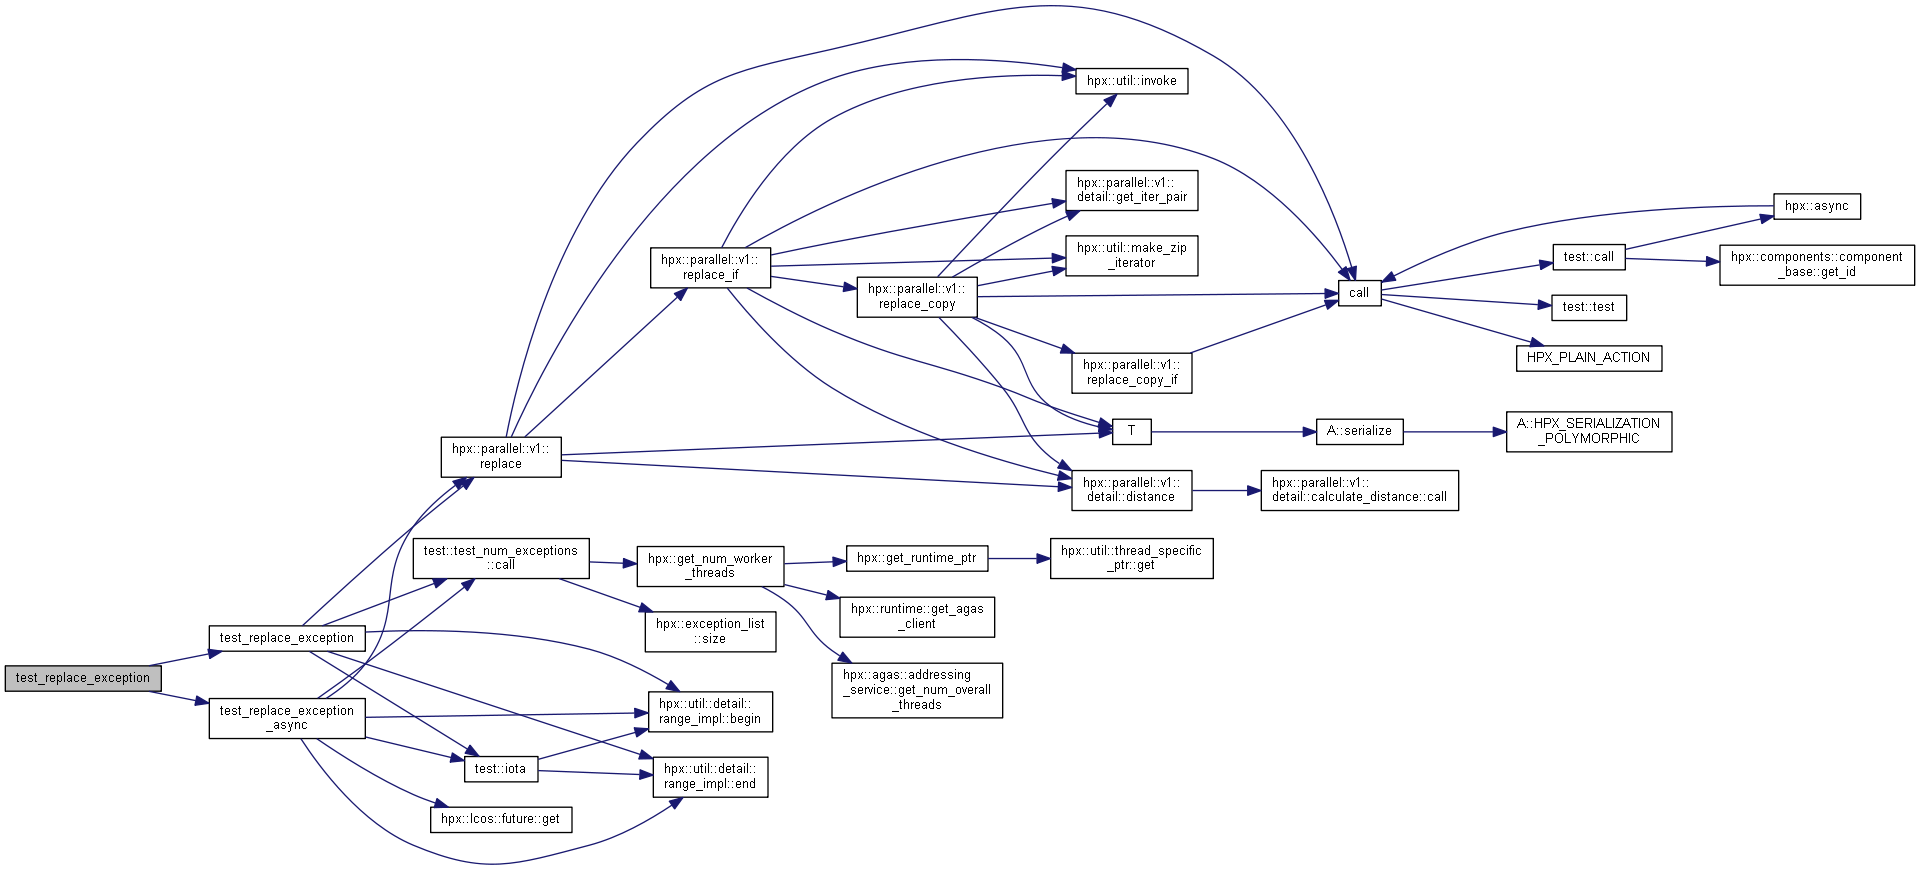 test_replace_exception
test_replace_exception
test_replace_exception
_async
hpx::parallel::v1::
replace
test::test_num_exceptions
::call
test::iota
hpx::lcos::future::get
hpx::parallel::v1::
replace_if
hpx::get_num_worker
_threads
hpx::exception_list
::size
hpx::util::detail::
range_impl::begin
hpx::util::detail::
range_impl::end
hpx::parallel::v1::
replace_copy
hpx::get_runtime_ptr
hpx::runtime::get_agas
_client
hpx::agas::addressing
_service::get_num_overall
_threads
hpx::util::invoke
hpx::parallel::v1::
detail::get_iter_pair
hpx::util::make_zip
_iterator
hpx::parallel::v1::
replace_copy_if
T
hpx::parallel::v1::
detail::distance
hpx::util::thread_specific
_ptr::get
call
A::serialize
hpx::parallel::v1::
detail::calculate_distance::call
test::call
test::test
HPX_PLAIN_ACTION
A::HPX_SERIALIZATION
_POLYMORPHIC
hpx::async
hpx::components::component
_base::get_id